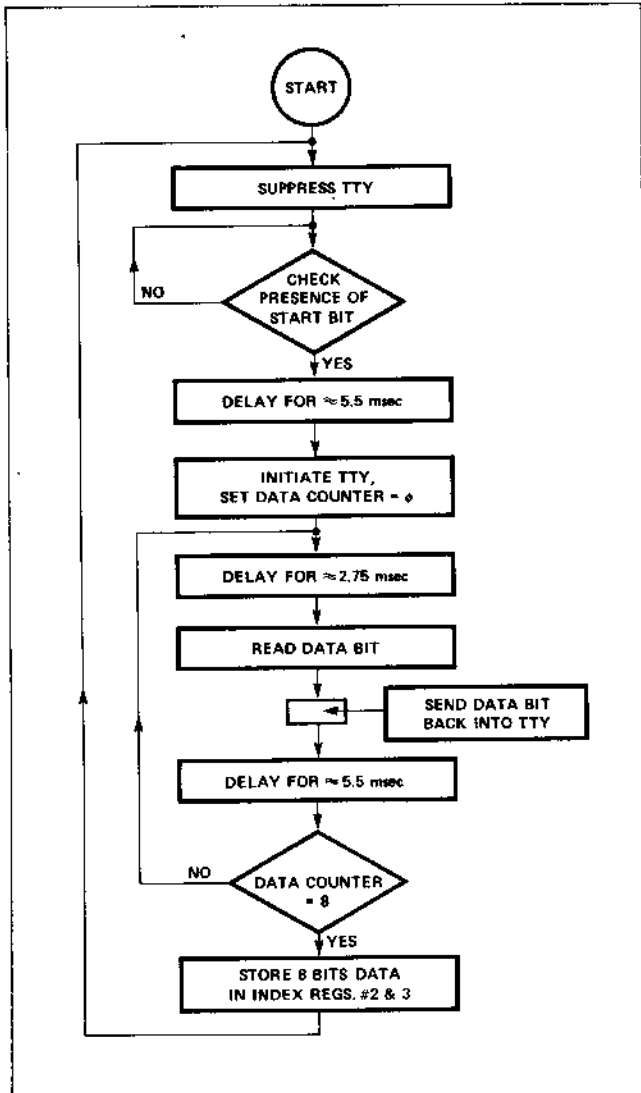 START
SUPPRESS TTY
CHECK
PRESENCE OF
START BIT
NO
YES
DELAY FOR ≈5.5 msec
INITIATE TTY,
SET DATA COUNTER = ϕ
DELAY FOR ≈2.75 msec
READ DATA BIT
SEND DATA BIT
BACK INTO TTY
DELAY FOR ≈5.5 msec
NO
DATA COUNTER
= 8
YES
STORE 8 BITS DATA
IN INDEX REGS. #2 & 3